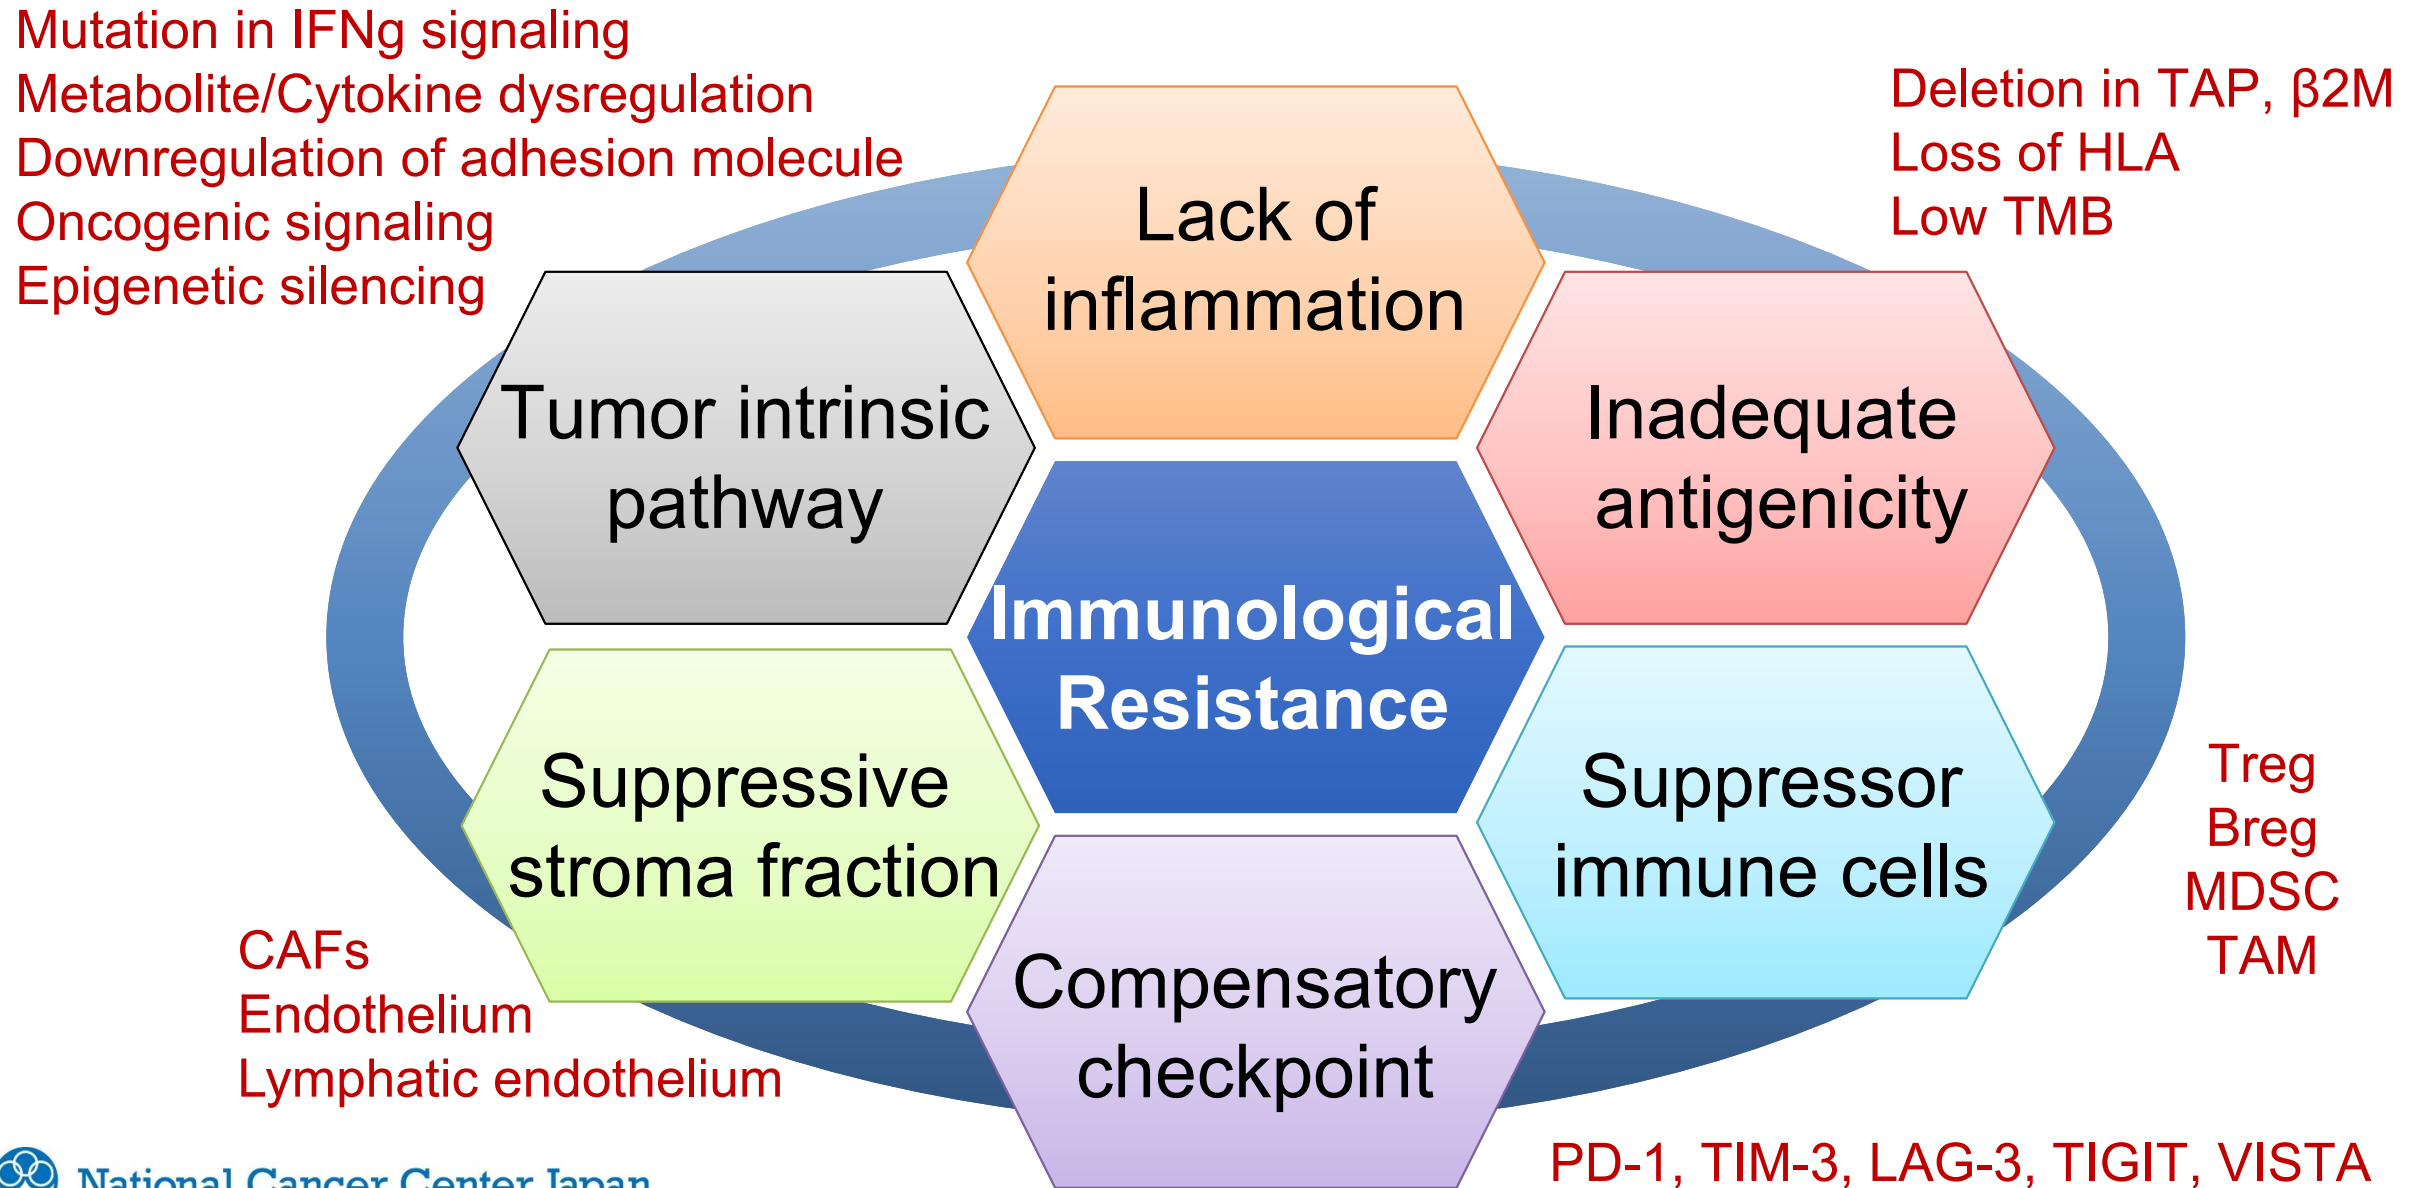 Mutation in IFNg signaling
Metabolite/Cytokine dysregulation
Downregulation of adhesion molecule
Oncogenic signaling
Epigenetic silencing
Deletion in TAP, β2M
Loss of HLA
Low TMB
Lack of
inflammation
Tumor intrinsic
pathway
Inadequate
antigenicity
Immunological
Resistance
Suppressive
stroma fraction
Suppressor
immune cells
Treg
Breg
MDSC
TAM
CAFs
Endothelium
Lymphatic endothelium
Compensatory
checkpoint
PD-1, TIM-3, LAG-3, TIGIT, VISTA
National Cancer Center Japan